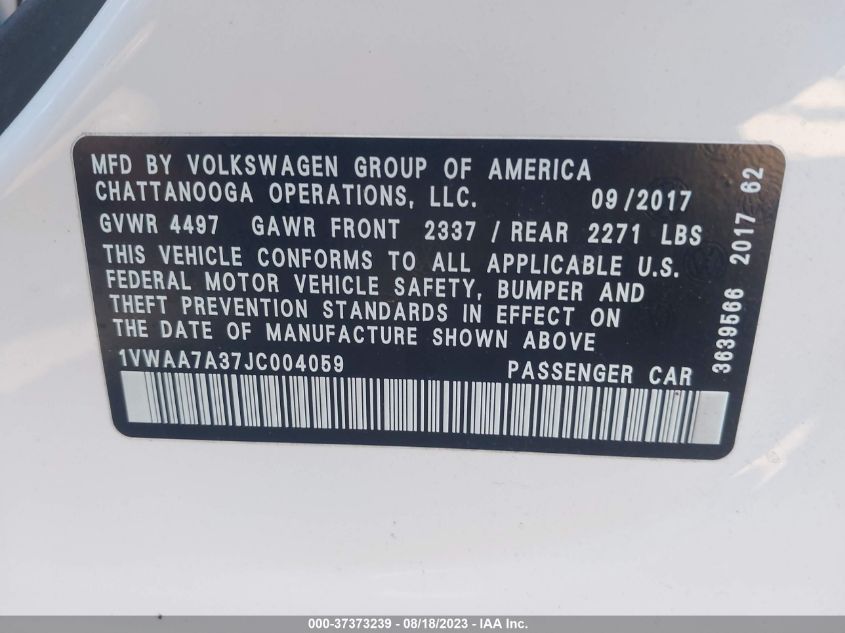 MFD BY VOLKSWAGEN GROUP OF AMERICA
CHATTANOOGA OPERATIONS, LLC. 09/2017
GVWR 4497 GAWR FRONT 2337 / REAR 2271 LBS
THIS VEHICLE CONFORMS TO ALL APPLICABLE U.S.
FEDERAL MOTOR VEHICLE SAFETY, BUMPER AND
THEFT PREVENTION STANDARDS IN EFFECT ON
THE DATE OF MANUFACTURE SHOWN ABOVE
1VWAA7A37JC004059 PASSENGER CAR
3639566 2017 62
000-37373239 - 08/18/2023 - IAA Inc.